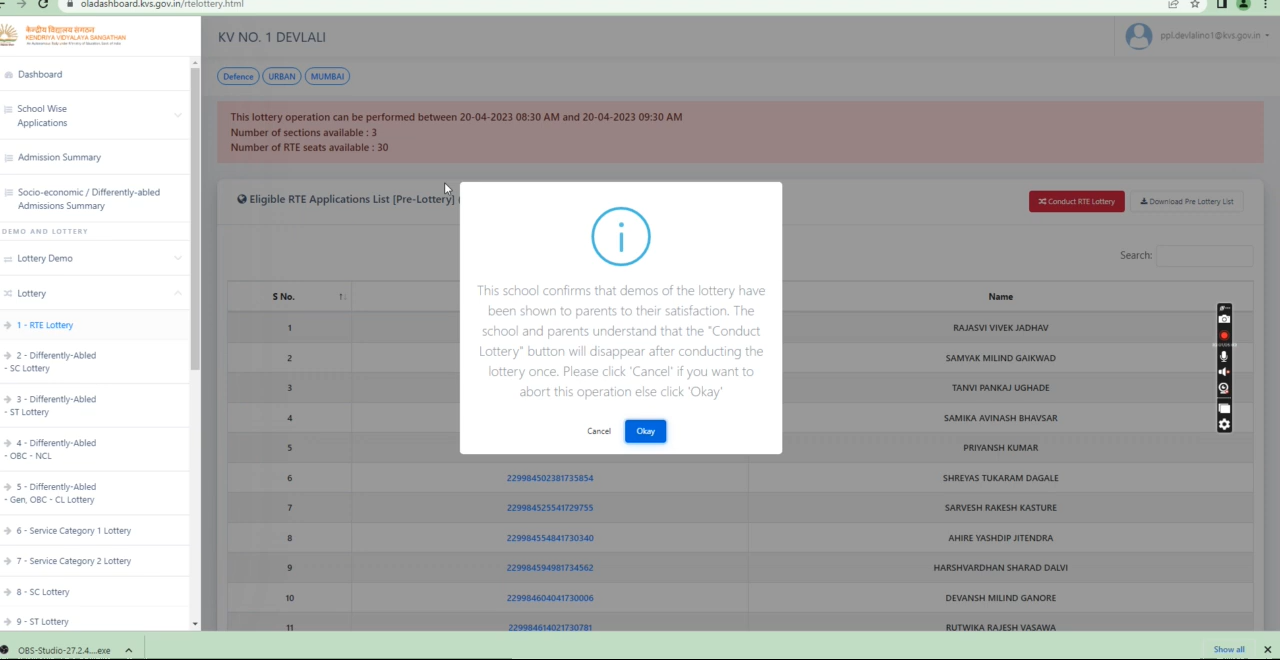 oladashboard.kvs.gov.in/rtelottery.html
केन्द्रीय विद्यालय संगठन
KENDRIYA VIDYALAYA SANGATHAN
KV NO. 1 DEVLALI
ppl.devlalino1@kvs.gov.in
Dashboard
School Wise
Applications
Admission Summary
Socio-economic / Differently-abled
Admissions Summary
DEMO AND LOTTERY
Lottery Demo
Lottery
1 - RTE Lottery
2 - Differently-Abled
- SC Lottery
3 - Differently-Abled
- ST Lottery
4 - Differently-Abled
- OBC - NCL
5 - Differently-Abled
- Gen, OBC - CL Lottery
6 - Service Category 1 Lottery
7 - Service Category 2 Lottery
8 - SC Lottery
9 - ST Lottery
Defence URBAN MUMBAI
This lottery operation can be performed between 20-04-2023 08:30 AM and 20-04-2023 09:30 AM
Number of sections available : 3
Number of RTE seats available : 30
Eligible RTE Applications List [Pre-Lottery]
Conduct RTE Lottery Download Pre Lottery List
Search:
This school confirms that demos of the lottery have
been shown to parents to their satisfaction. The
school and parents understand that the "Conduct
Lottery" button will disappear after conducting the
lottery once. Please click 'Cancel' if you want to
abort this operation else click 'Okay'
Cancel Okay
S No. Name
1 RAJASVI VIVEK JADHAV
2 SAMYAK MILIND GAIKWAD
3 TANVI PANKAJ UGHADE
4 SAMIKA AVINASH BHAVSAR
5 PRIYANSH KUMAR
6 229984502381735854 SHREYAS TUKARAM DAGALE
7 229984525541729755 SARVESH RAKESH KASTURE
8 229984554841730340 AHIRE YASHDIP JITENDRA
9 229984594981734562 HARSHVARDHAN SHARAD DALVI
10 229984604041730006 DEVANSH MILIND GANORE
11 229984614021730781 RUTWIKA RAJESH VASAWA
OBS-Studio-27.2.4....exe
Show all